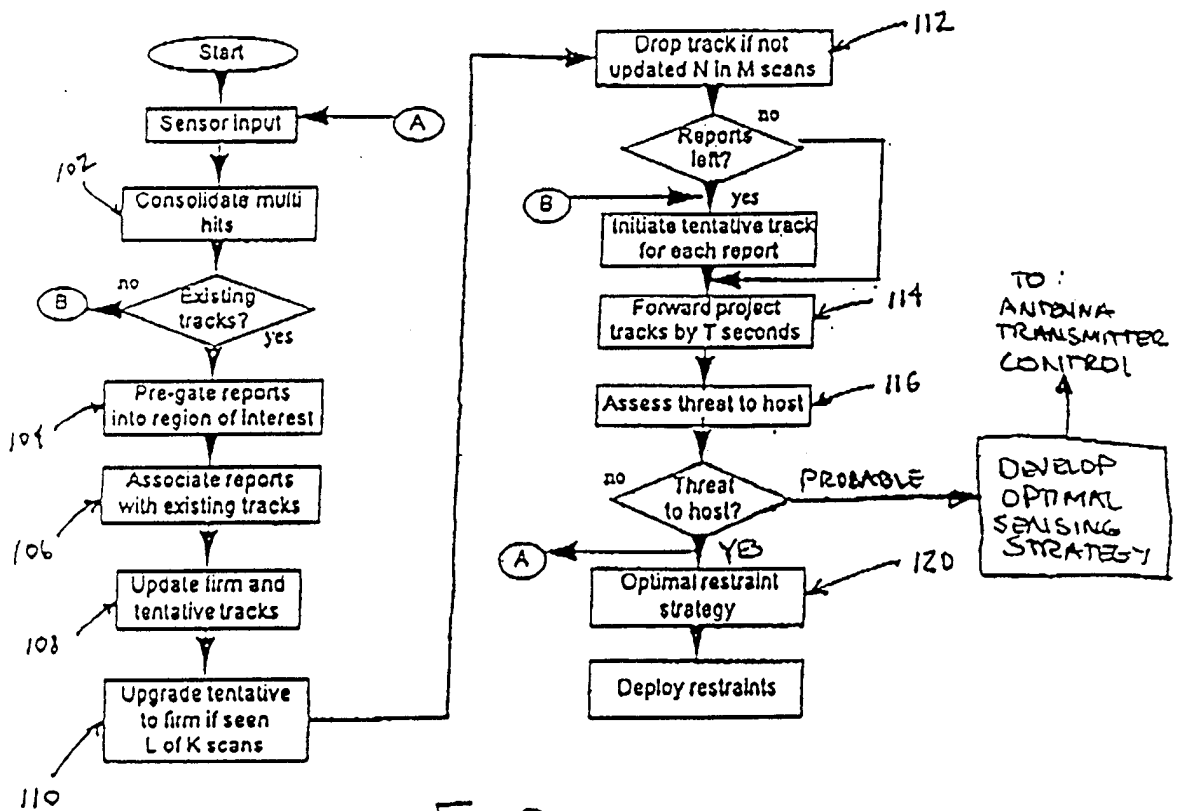 Start
Sensor input
A
102
Consolidate multi
hits
no
B
Existing
tracks?
yes
Pre-gate reports
into region of interest
104
Associate reports
with existing tracks
106
Update firm and
tentative tracks
108
Upgrade tentative
to firm if seen
L of K scans
110
112
Drop track if not
updated N in M scans
no
Reports
left?
B
yes
Initiate tentative track
for each report
Forward project
tracks by T seconds
114
Assess threat to host
116
no
Threat
to host?
PROBABLE
A
YES
Optimal restraint
strategy
120
Deploy restraints
TO:
ANTENNA
TRANSMITTER
CONTROL
DEVELOP
OPTIMAL
SENSING
STRATEGY